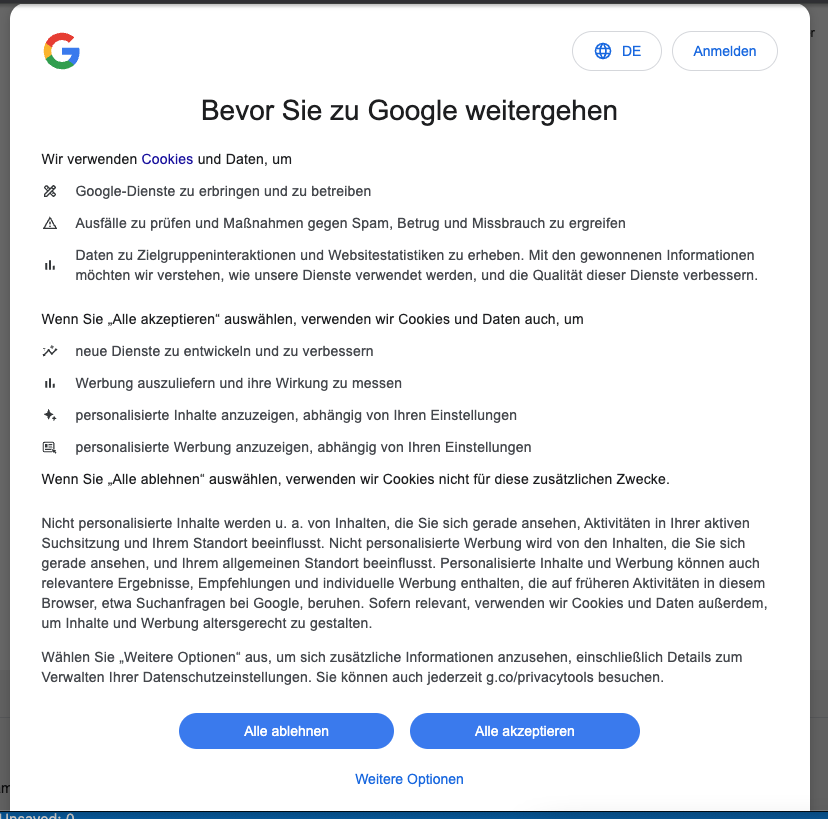 DE
Anmelden
Bevor Sie zu Google weitergehen
Wir verwenden Cookies und Daten, um
Google-Dienste zu erbringen und zu betreiben
Ausfälle zu prüfen und Maßnahmen gegen Spam, Betrug und Missbrauch zu ergreifen
Daten zu Zielgruppeninteraktionen und Websitestatistiken zu erheben. Mit den gewonnenen Informationen
möchten wir verstehen, wie unsere Dienste verwendet werden, und die Qualität dieser Dienste verbessern.
Wenn Sie „Alle akzeptieren“ auswählen, verwenden wir Cookies und Daten auch, um
neue Dienste zu entwickeln und zu verbessern
Werbung auszuliefern und ihre Wirkung zu messen
personalisierte Inhalte anzuzeigen, abhängig von Ihren Einstellungen
personalisierte Werbung anzuzeigen, abhängig von Ihren Einstellungen
Wenn Sie „Alle ablehnen“ auswählen, verwenden wir Cookies nicht für diese zusätzlichen Zwecke.
Nicht personalisierte Inhalte werden u. a. von Inhalten, die Sie sich gerade ansehen, Aktivitäten in Ihrer aktiven
Suchsitzung und Ihrem Standort beeinflusst. Nicht personalisierte Werbung wird von den Inhalten, die Sie sich
gerade ansehen, und Ihrem allgemeinen Standort beeinflusst. Personalisierte Inhalte und Werbung können auch
relevantere Ergebnisse, Empfehlungen und individuelle Werbung enthalten, die auf früheren Aktivitäten in diesem
Browser, etwa Suchanfragen bei Google, beruhen. Sofern relevant, verwenden wir Cookies und Daten außerdem,
um Inhalte und Werbung altersgerecht zu gestalten.
Wählen Sie „Weitere Optionen“ aus, um sich zusätzliche Informationen anzusehen, einschließlich Details zum
Verwalten Ihrer Datenschutzeinstellungen. Sie können auch jederzeit g.co/privacytools besuchen.
Alle ablehnen
Alle akzeptieren
Weitere Optionen
Unsaved: 0